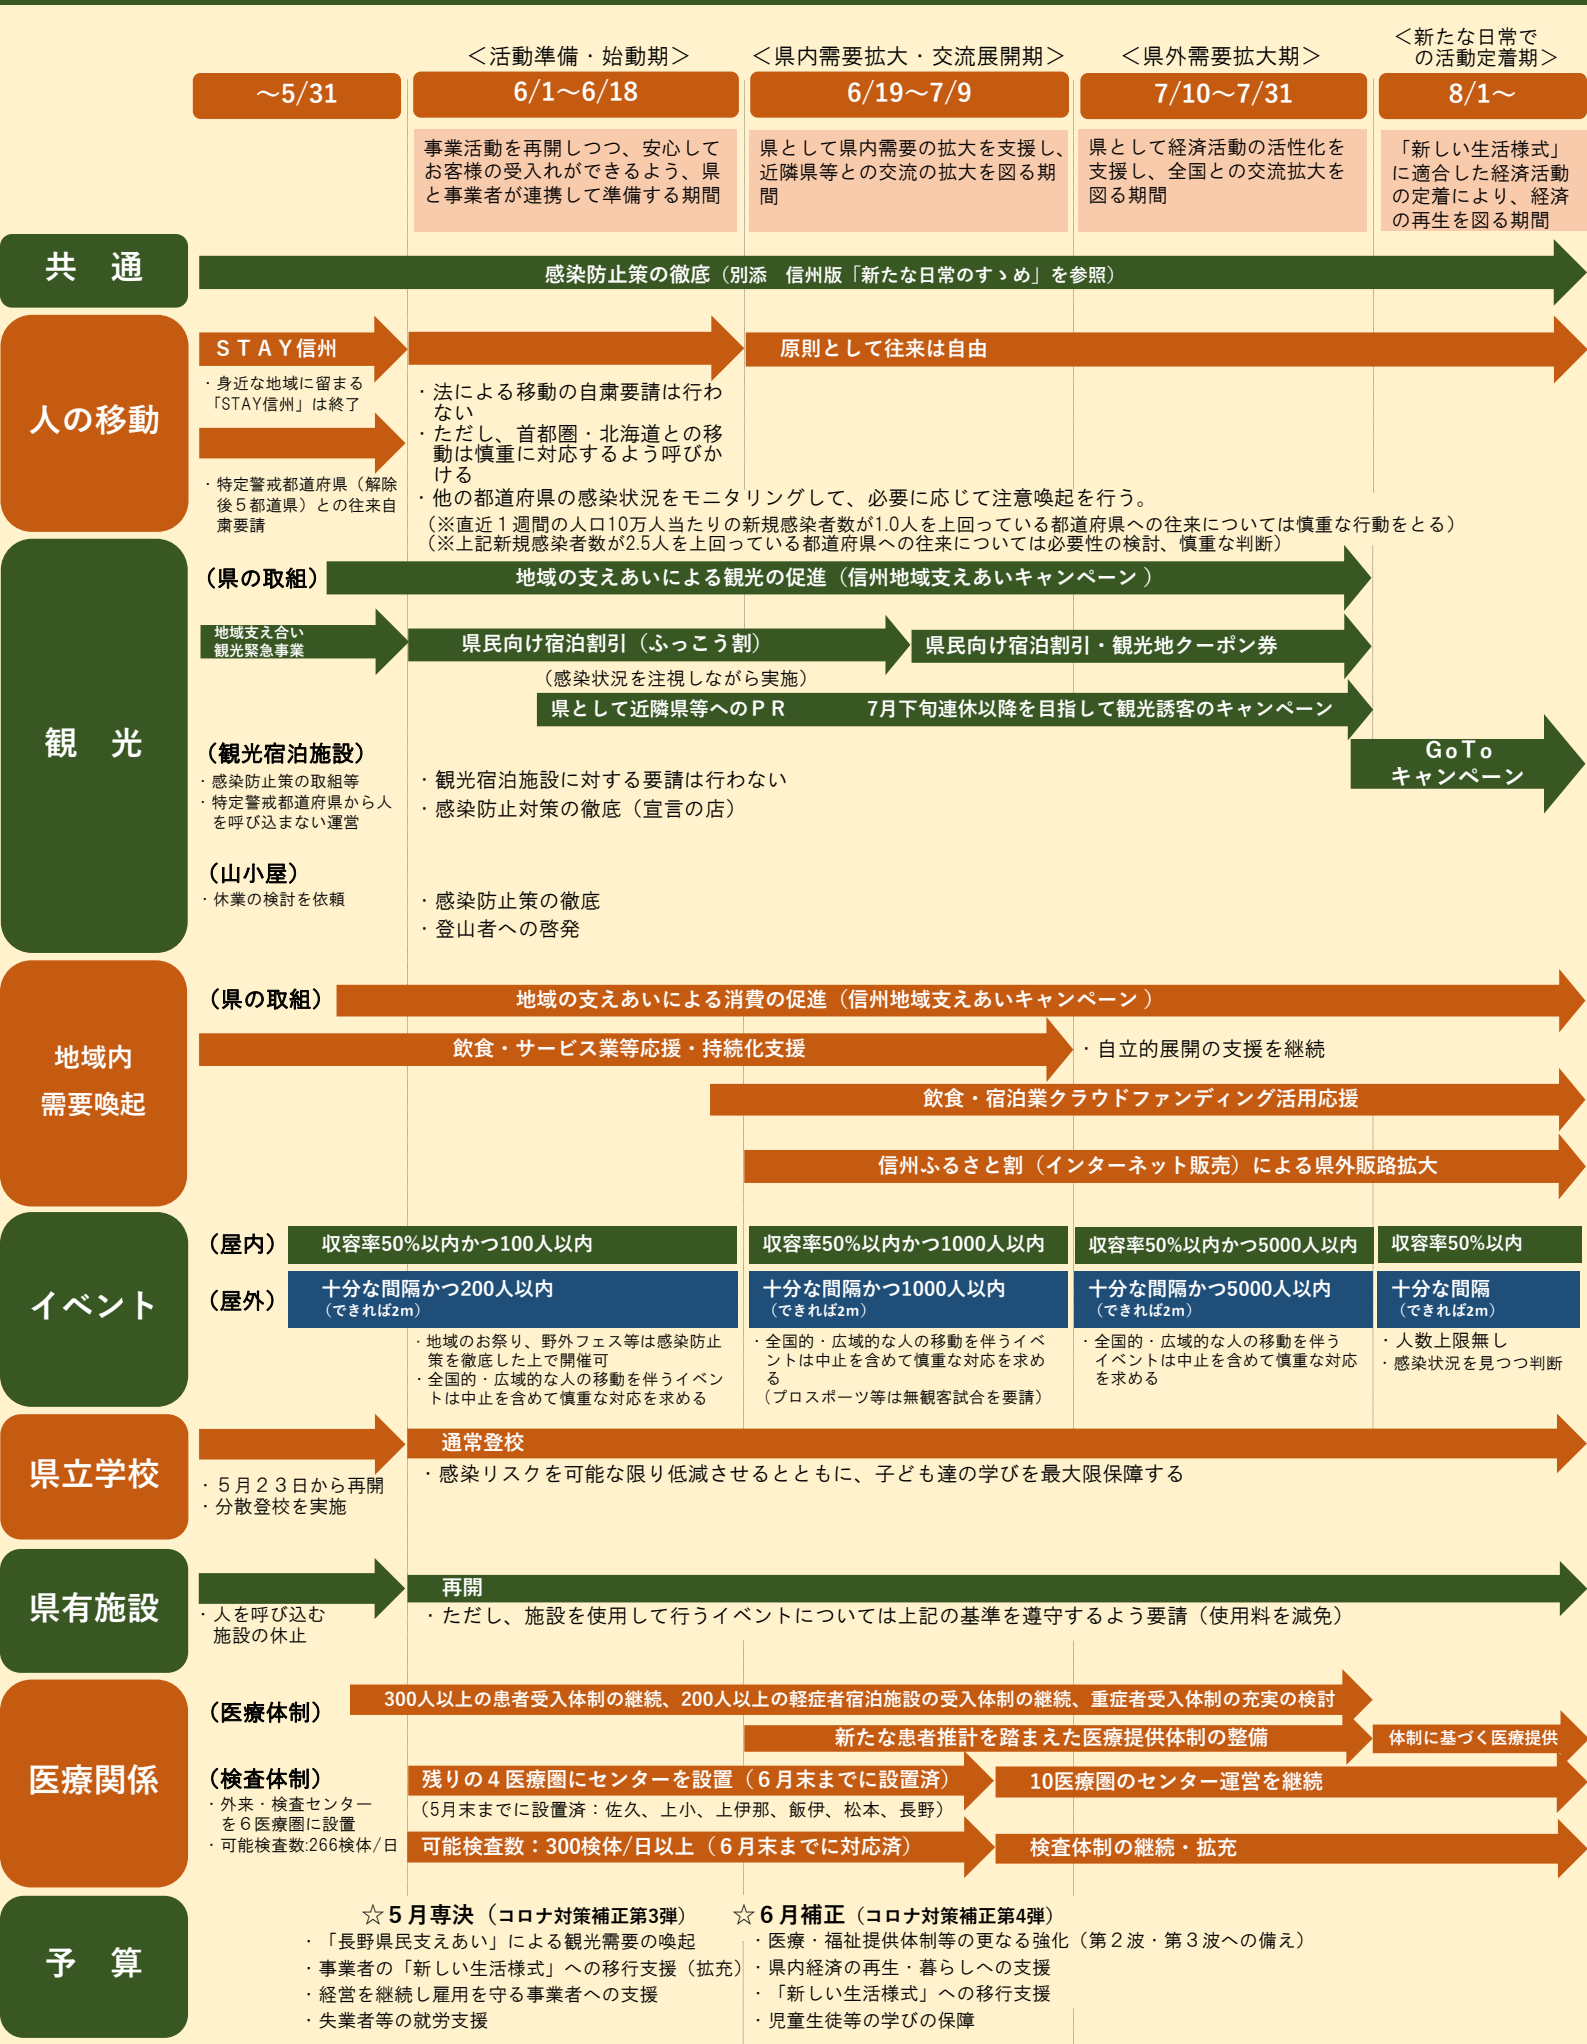 ＜活動準備・始動期＞
＜県内需要拡大・交流展開期＞
＜県外需要拡大期＞
＜新たな日常で
の活動定着期＞
～5/31
6/1～6/18
6/19～7/9
7/10～7/31
8/1～
事業活動を再開しつつ、安心して
お客様の受入れができるよう、県
と事業者が連携して準備する期間
県として県内需要の拡大を支援し、
近隣県等との交流の拡大を図る期
間
県として経済活動の活性化を
支援し、全国との交流拡大を
図る期間
「新しい生活様式」
に適合した経済活動
の定着により、経済
の再生を図る期間
共　通
感染防止策の徹底（別添　信州版「新たな日常のすゝめ」を参照）
人の移動
ＳＴＡＹ信州
原則として往来は自由
・身近な地域に留まる
「STAY信州」は終了
・特定警戒都道府県（解除
後５都道県）との往来自
粛要請
・法による移動の自粛要請は行わ
ない
・ただし、首都圏・北海道との移
動は慎重に対応するよう呼びか
ける
・他の都道府県の感染状況をモニタリングして、必要に応じて注意喚起を行う。
（※直近１週間の人口10万人当たりの新規感染者数が1.0人を上回っている都道府県への往来については慎重な行動をとる）
（※上記新規感染者数が2.5人を上回っている都道府県への往来については必要性の検討、慎重な判断）
観　光
（県の取組）
地域の支えあいによる観光の促進（信州地域支えあいキャンペーン ）
地域支え合い
観光緊急事業
県民向け宿泊割引（ふっこう割）
県民向け宿泊割引・観光地クーポン券
（感染状況を注視しながら実施）
県として近隣県等へのＰＲ
7月下旬連休以降を目指して観光誘客のキャンペーン
GoTo
キャンペーン
（観光宿泊施設）
・感染防止策の取組等
・特定警戒都道府県から人
を呼び込まない運営
・観光宿泊施設に対する要請は行わない
・感染防止対策の徹底（宣言の店）
（山小屋）
・休業の検討を依頼
・感染防止策の徹底
・登山者への啓発
地域内
需要喚起
（県の取組）
地域の支えあいによる消費の促進（信州地域支えあいキャンペーン ）
飲食・サービス業等応援・持続化支援
・自立的展開の支援を継続
飲食・宿泊業クラウドファンディング活用応援
信州ふるさと割（インターネット販売）による県外販路拡大
イベント
（屋内）
収容率50%以内かつ100人以内
収容率50%以内かつ1000人以内
収容率50%以内かつ5000人以内
収容率50%以内
（屋外）
十分な間隔かつ200人以内
（できれば2m）
十分な間隔かつ1000人以内
（できれば2m）
十分な間隔かつ5000人以内
（できれば2m）
十分な間隔
（できれば2m）
・地域のお祭り、野外フェス等は感染防止
策を徹底した上で開催可
・全国的・広域的な人の移動を伴うイベン
トは中止を含めて慎重な対応を求める
・全国的・広域的な人の移動を伴うイベ
ントは中止を含めて慎重な対応を求め
る
（プロスポーツ等は無観客試合を要請）
・全国的・広域的な人の移動を伴う
イベントは中止を含めて慎重な対応
を求める
・人数上限無し
・感染状況を見つつ判断
県立学校
通常登校
・５月２３日から再開
・分散登校を実施
・感染リスクを可能な限り低減させるとともに、子ども達の学びを最大限保障する
県有施設
再開
・人を呼び込む
施設の休止
・ただし、施設を使用して行うイベントについては上記の基準を遵守するよう要請（使用料を減免）
医療関係
（医療体制）
300人以上の患者受入体制の継続、200人以上の軽症者宿泊施設の受入体制の継続、重症者受入体制の充実の検討
新たな患者推計を踏まえた医療提供体制の整備
体制に基づく医療提供
（検査体制）
・外来・検査センター
を６医療圏に設置
・可能検査数:266検体/日
残りの４医療圏にセンターを設置（６月末までに設置済）
10医療圏のセンター運営を継続
（5月末までに設置済：佐久、上小、上伊那、飯伊、松本、長野）
可能検査数：300検体/日以上（６月末までに対応済）
検査体制の継続・拡充
予　算
☆５月専決（コロナ対策補正第3弾）
・「長野県民支えあい」による観光需要の喚起
・事業者の「新しい生活様式」への移行支援（拡充）
・経営を継続し雇用を守る事業者への支援
・失業者等の就労支援
☆６月補正（コロナ対策補正第4弾）
・医療・福祉提供体制等の更なる強化（第２波・第３波への備え）
・県内経済の再生・暮らしへの支援
・「新しい生活様式」への移行支援
・児童生徒等の学びの保障